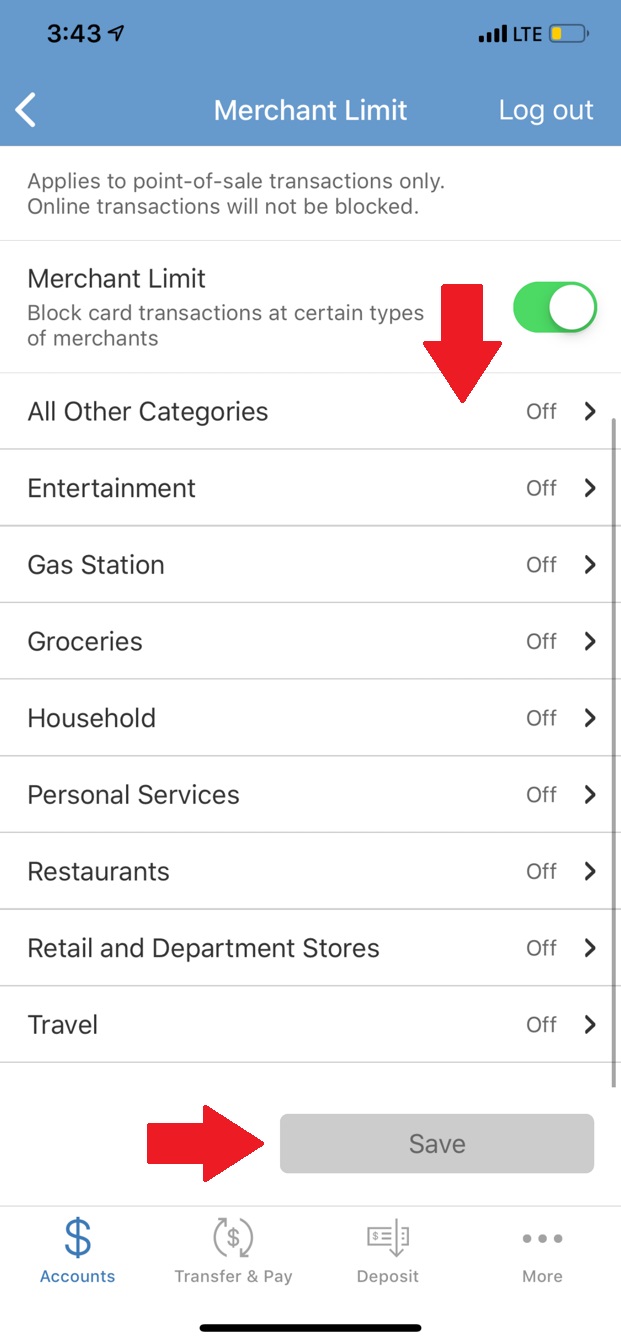 3:43 LTE
Merchant Limit Log out
Applies to point-of-sale transactions only.
Online transactions will not be blocked.
Merchant Limit
Block card transactions at certain types
of merchants
All Other Categories Off
Entertainment Off
Gas Station Off
Groceries Off
Household Off
Personal Services Off
Restaurants Off
Retail and Department Stores Off
Travel Off
Save
Accounts Transfer & Pay Deposit More